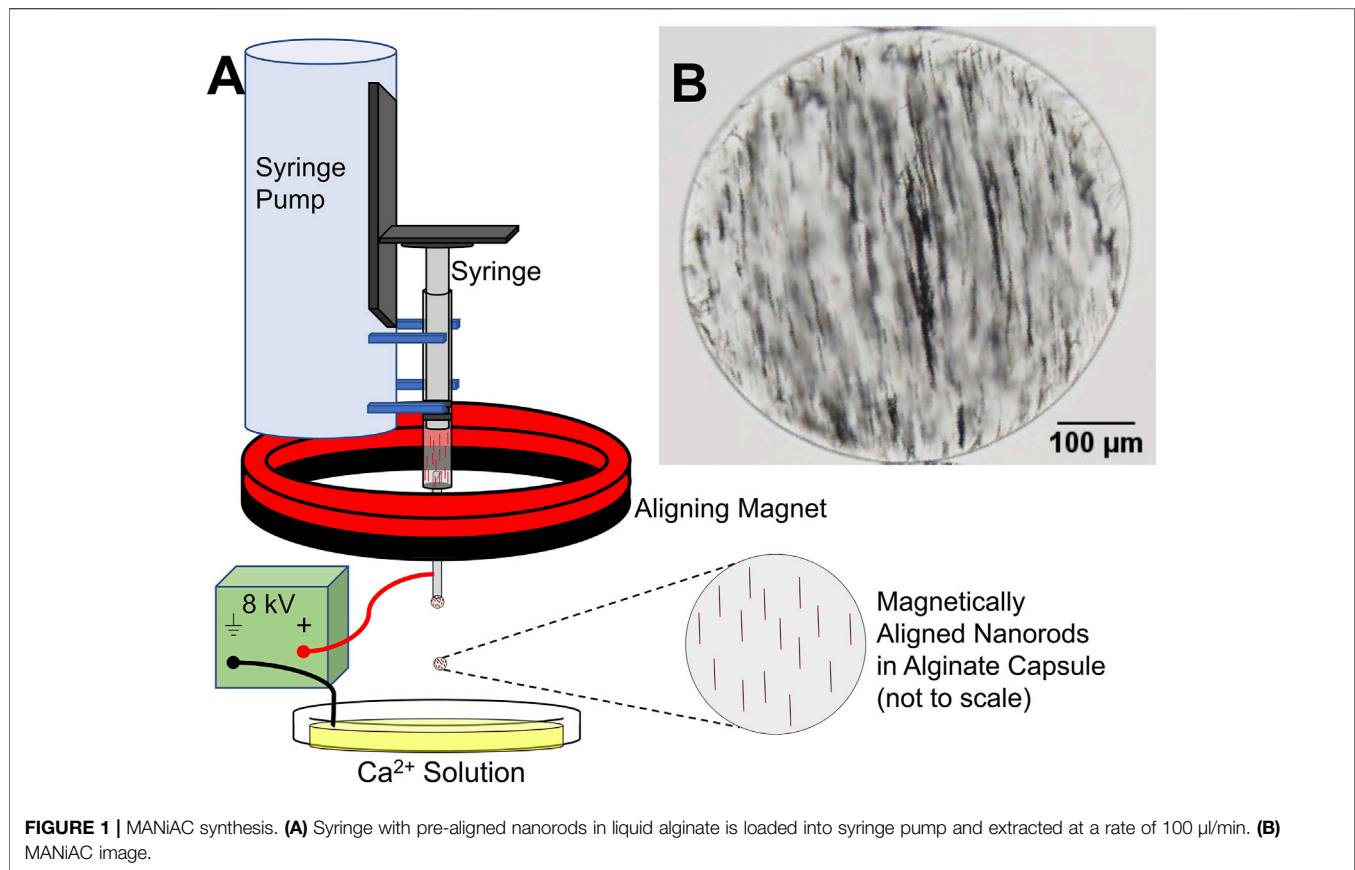 A
Syringe
Pump
Syringe
Aligning Magnet
8 kV
+
Ca²⁺ Solution
Magnetically
Aligned Nanorods
in Alginate Capsule
(not to scale)
B
100 µm
FIGURE 1 | MANiAC synthesis. (A) Syringe with pre-aligned nanorods in liquid alginate is loaded into syringe pump and extracted at a rate of 100 µl/min. (B)
MANiAC image.